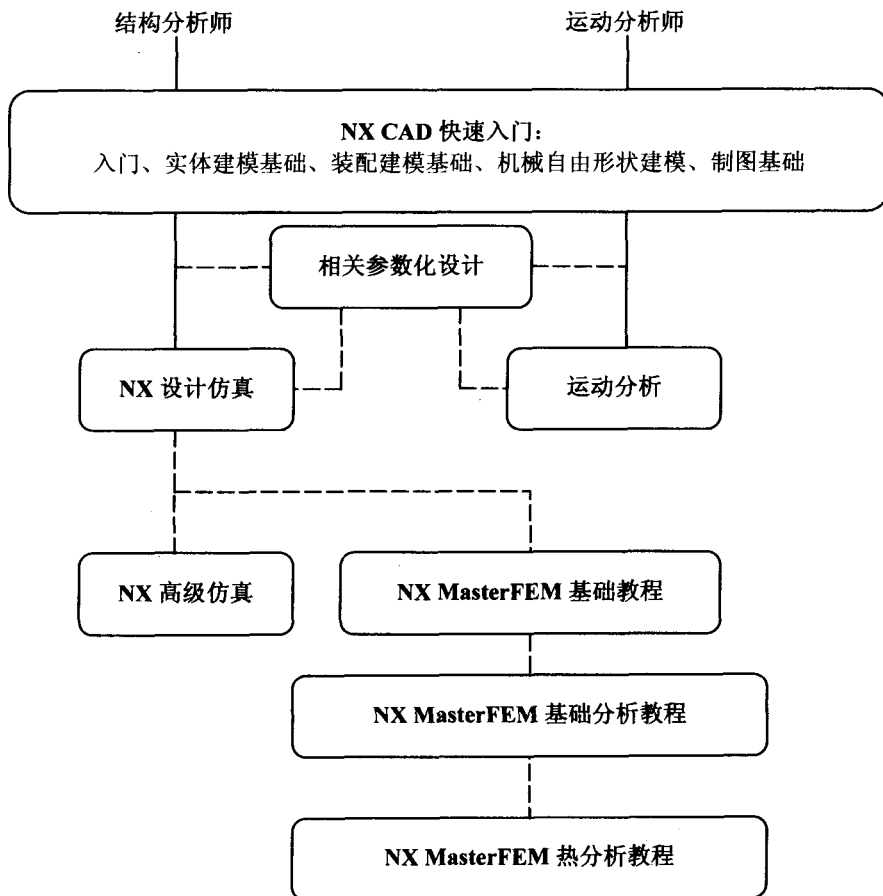 结构分析师
运动分析师
NX CAD 快速入门：
入门、实体建模基础、装配建模基础、机械自由形状建模、制图基础
相关参数化设计
NX 设计仿真
运动分析
NX 高级仿真
NX MasterFEM 基础教程
NX MasterFEM 基础分析教程
NX MasterFEM 热分析教程